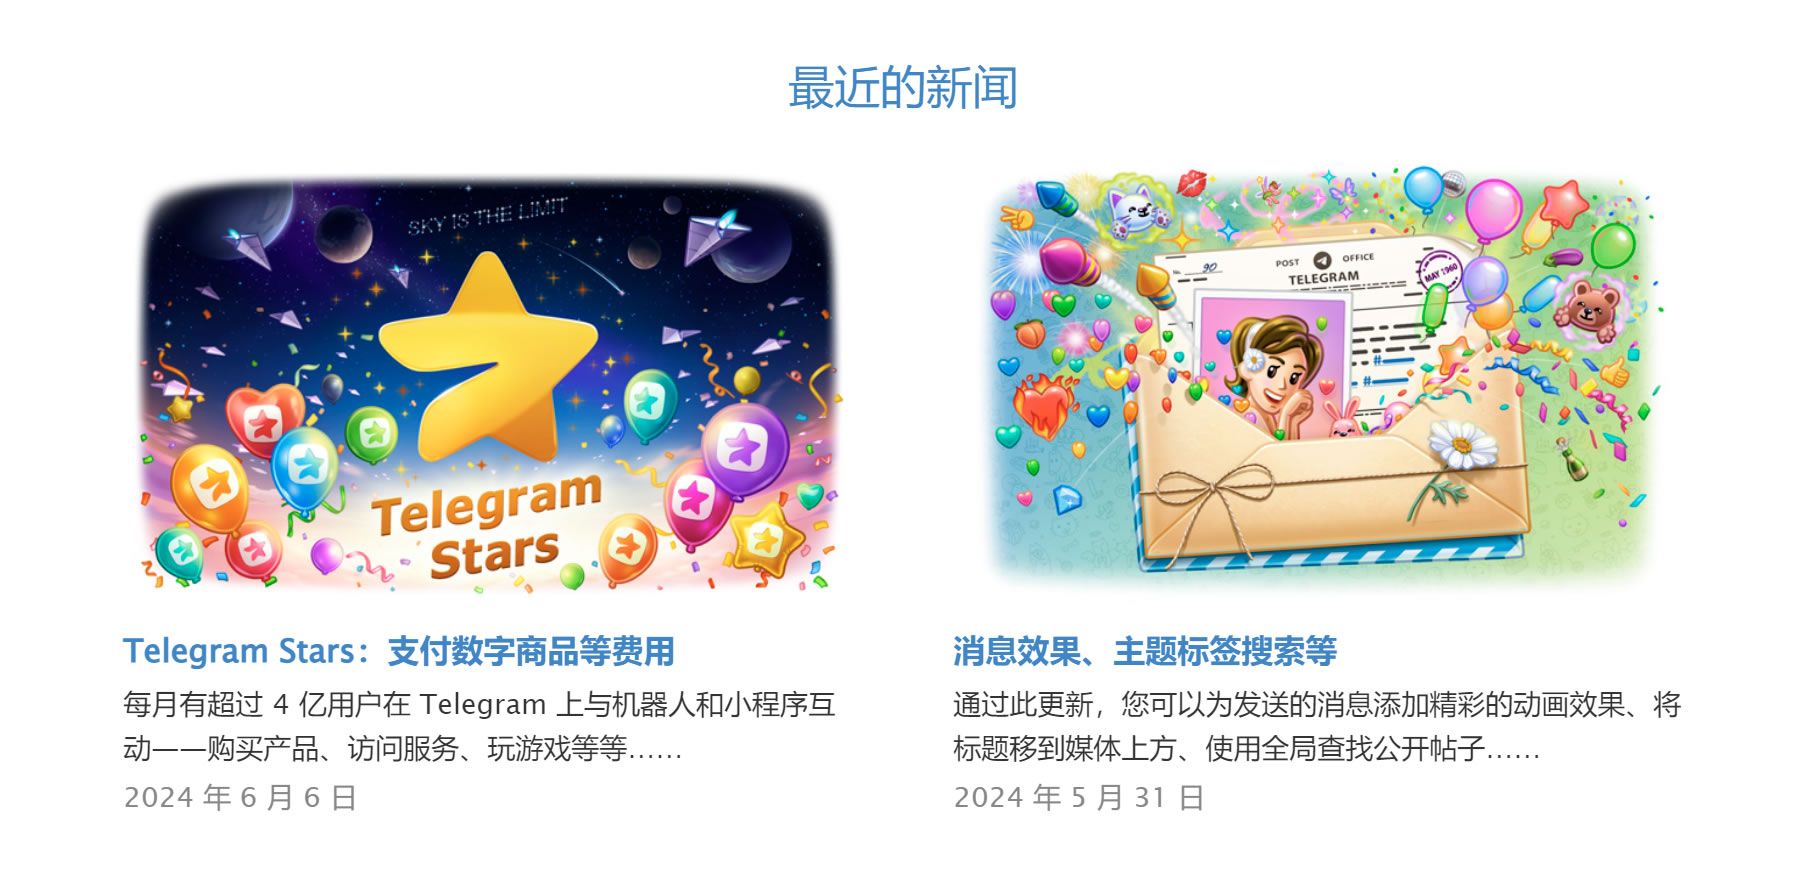 最近的新闻
SKY IS THE LIMIT
Telegram
Stars
No. 90
POST OFFICE
TELEGRAM
MAY 1960
#
#
Telegram Stars：支付数字商品等费用
每月有超过 4 亿用户在 Telegram 上与机器人和小程序互
动——购买产品、访问服务、玩游戏等等……
2024 年 6 月 6 日
消息效果、主题标签搜索等
通过此更新，您可以为发送的消息添加精彩的动画效果、将
标题移到媒体上方、使用全局查找公开帖子……
2024 年 5 月 31 日